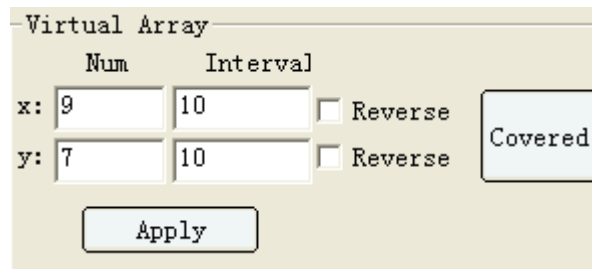 Virtual Array
Num Interval
x: 9 10 Reverse
Covered
y: 7 10 Reverse
Apply